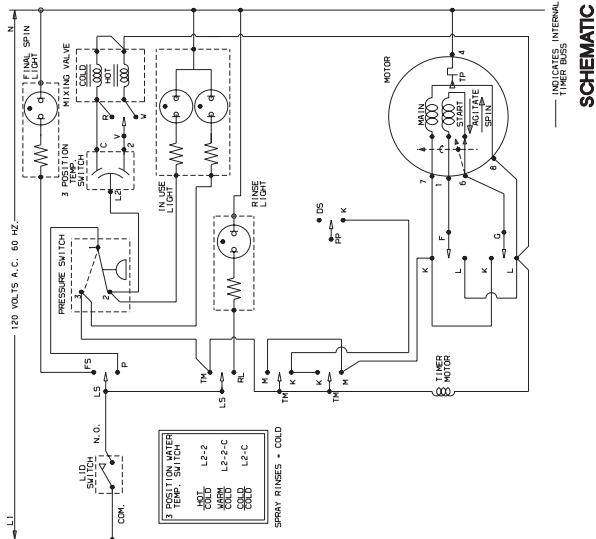 L1
120 VOLTS A.C. 60 HZ.
N
LID
SWITCH
COM.
N.O.
LS
FS
P
FINAL SPIN
LIGHT
PRESSURE SWITCH
3
2
3 POSITION
TEMP.
SWITCH
L2
C
2
MIXING VALVE
COLD
HOT
R
V
W
IN USE
LIGHT
RINSE
LIGHT
TM
LS
RL
M
TM
K
K
TM
M
DS
PP
K
TIMER
MOTOR
K
L
K
L
F
G
7
1
6
8
C
MOTOR
MAIN
START
AGITATE
SPIN
TP
4
3 POSITION WATER
TEMP. SWITCH
HOT
COLD
L2-2
WARM
COLD
L2-2-C
COLD
COLD
L2-C
SPRAY RINSES = COLD
INDICATES INTERNAL
TIMER BUSS
SCHEMATIC